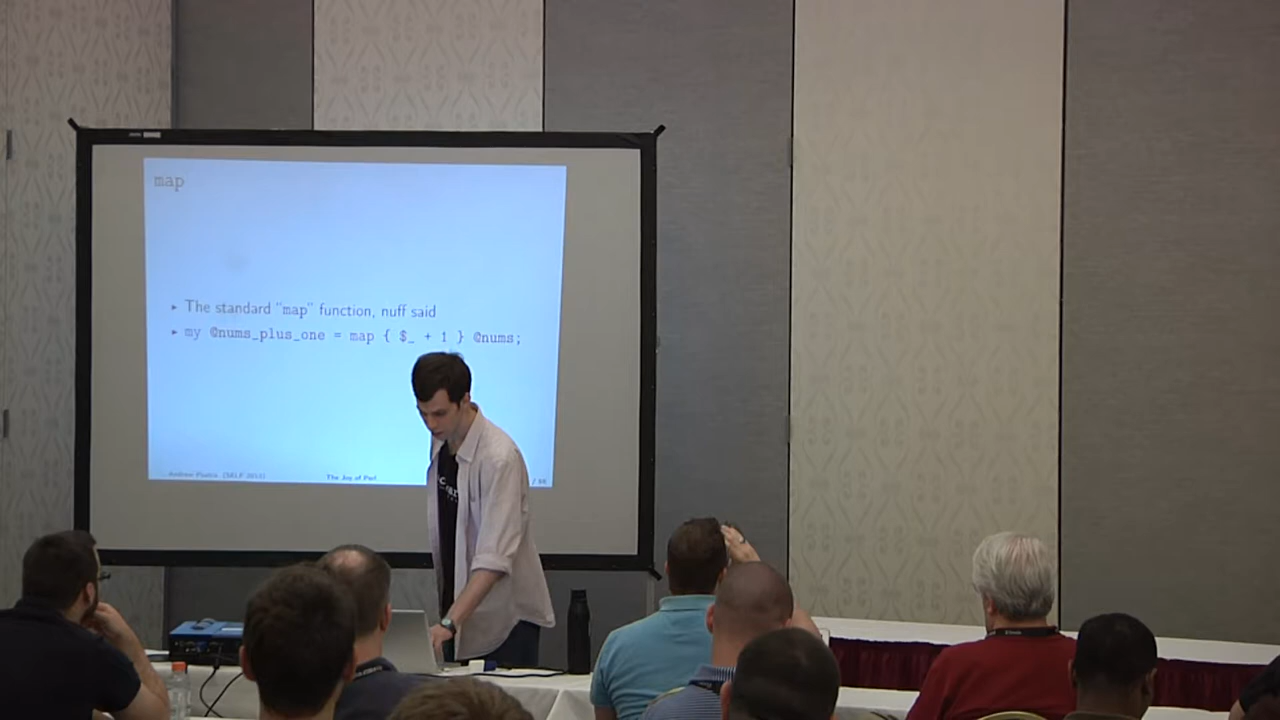 map
▸ The standard "map" function, nuff said
▸ my @nums_plus_one = map { $_ + 1 } @nums;
The Joy of Perl